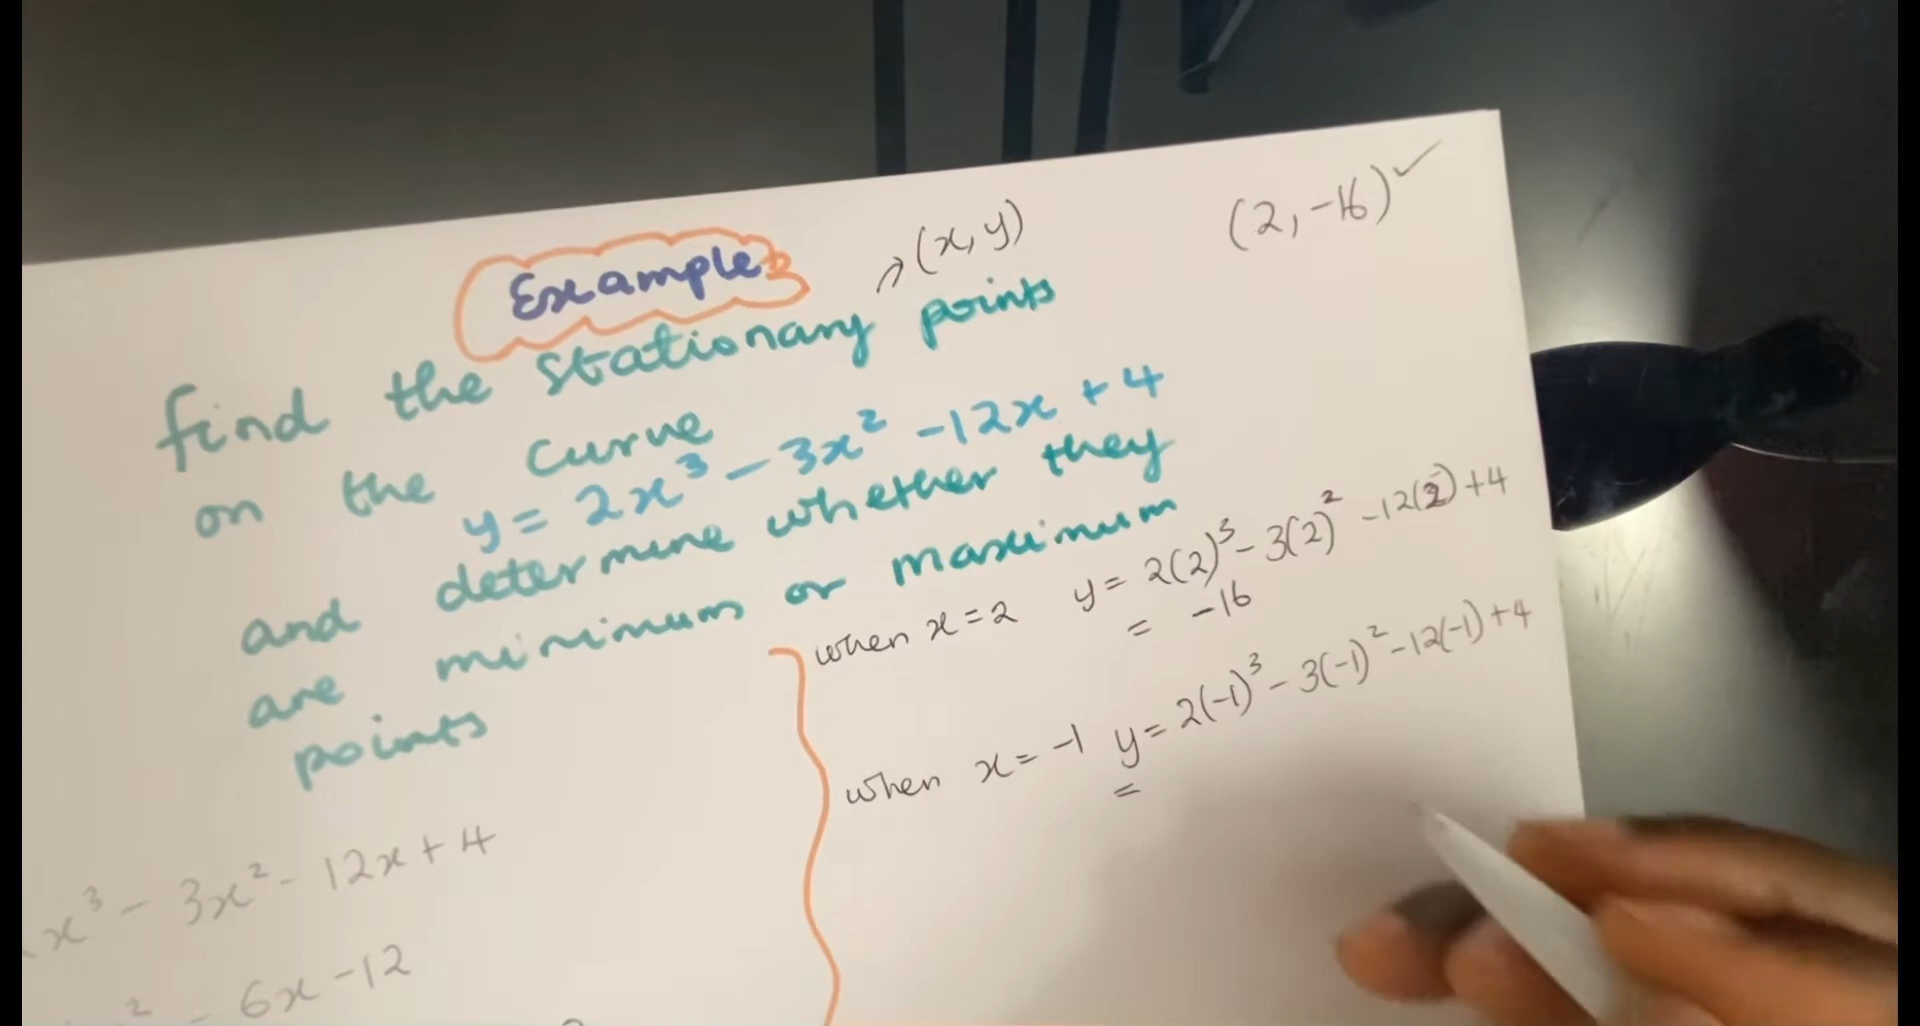 Example
(x, y)
(2, -16) ✓
find the stationary points
on the curve
y = 2x³ - 3x² - 12x + 4
and determine whether they
are minimum or maximum
points
when x = 2 y = 2(2)³ - 3(2)² - 12(2) + 4
= -16
when x = -1 y = 2(-1)³ - 3(-1)² - 12(-1) + 4
=
x³ - 3x² - 12x + 4
² - 6x - 12